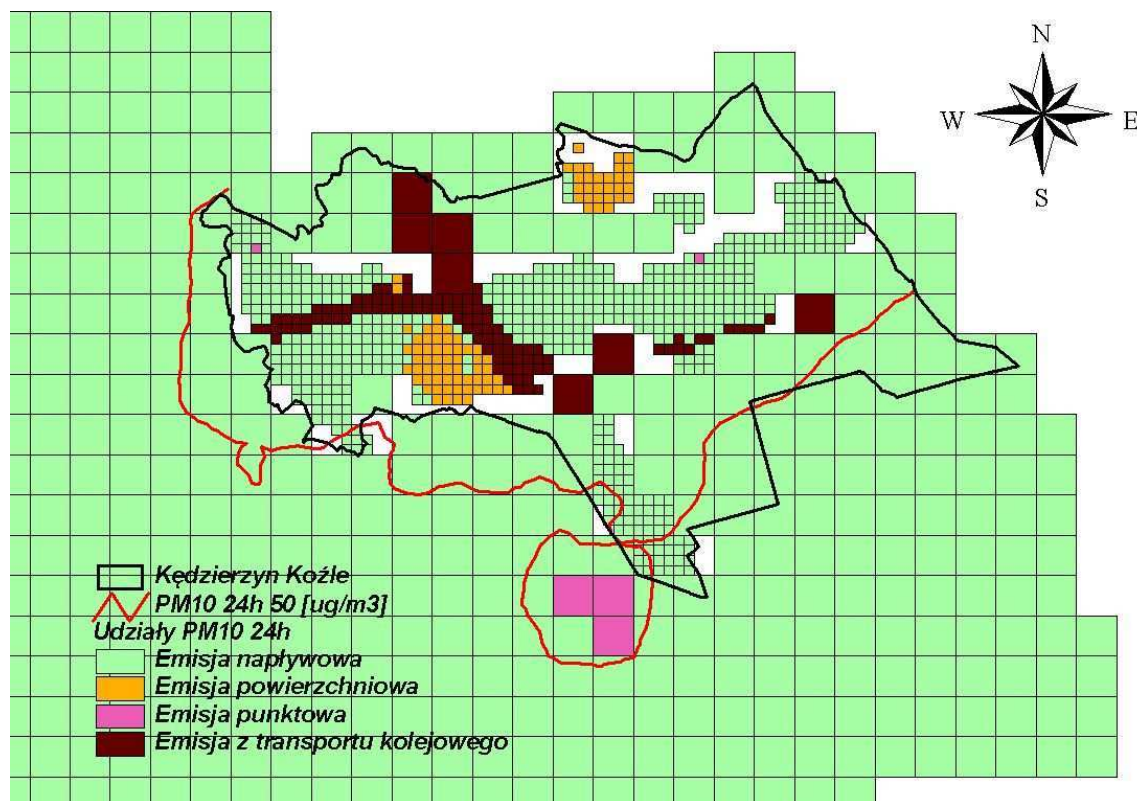 N
W E
S
Kędzierzyn Koźle
PM10 24h 50 [ug/m3]
Udziały PM10 24h
Emisja napływowa
Emisja powierzchniowa
Emisja punktowa
Emisja z transportu kolejowego